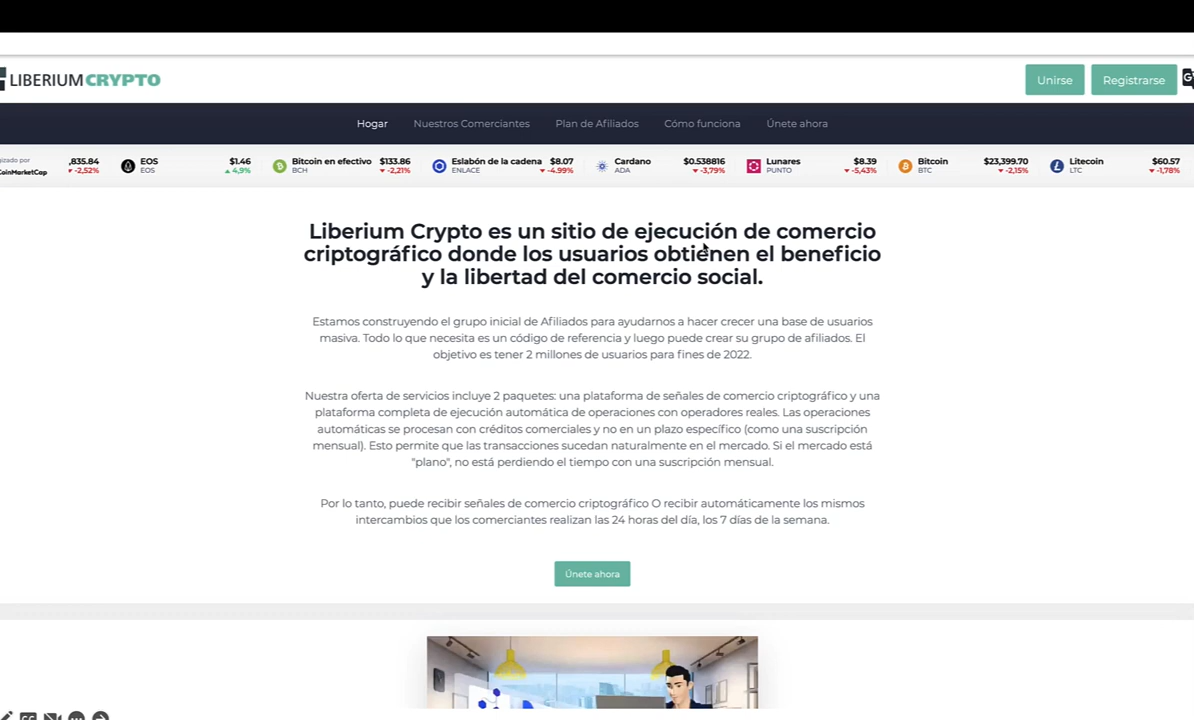 LIBERIUMCRYPTO
Unirse
Registrarse
Hogar
Nuestros Comerciantes
Plan de Afiliados
Cómo funciona
Únete ahora
,835.84
-2,52%
CoinMarketCap
EOS
EOS
$1.46
4,9%
Bitcoin en efectivo
BCH
$133.86
-2,21%
Eslabón de la cadena
ENLACE
$8.07
-4.99%
Cardano
ADA
$0.538816
-3,79%
Lunares
PUNTO
$8.39
-5,43%
Bitcoin
BTC
$23,399.70
-2,15%
Litecoin
LTC
$60.57
-1,78%
Liberium Crypto es un sitio de ejecución de comercio
criptográfico donde los usuarios obtienen el beneficio
y la libertad del comercio social.
Estamos construyendo el grupo inicial de Afiliados para ayudarnos a hacer crecer una base de usuarios
masiva. Todo lo que necesita es un código de referencia y luego puede crear su grupo de afiliados. El
objetivo es tener 2 millones de usuarios para fines de 2022.
Nuestra oferta de servicios incluye 2 paquetes: una plataforma de señales de comercio criptográfico y una
plataforma completa de ejecución automática de operaciones con operadores reales. Las operaciones
automáticas se procesan con créditos comerciales y no en un plazo específico (como una suscripción
mensual). Esto permite que las transacciones sucedan naturalmente en el mercado. Si el mercado está
"plano", no está perdiendo el tiempo con una suscripción mensual.
Por lo tanto, puede recibir señales de comercio criptográfico O recibir automáticamente los mismos
intercambios que los comerciantes realizan las 24 horas del día, los 7 días de la semana.
Únete ahora